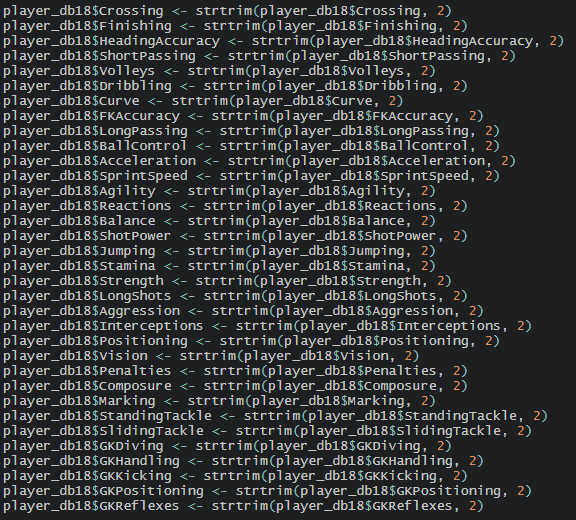 player_db18$Crossing <- strtrim(player_db18$Crossing, 2)
player_db18$Finishing <- strtrim(player_db18$Finishing, 2)
player_db18$HeadingAccuracy <- strtrim(player_db18$HeadingAccuracy, 2)
player_db18$ShortPassing <- strtrim(player_db18$ShortPassing, 2)
player_db18$Volleys <- strtrim(player_db18$Volleys, 2)
player_db18$Dribbling <- strtrim(player_db18$Dribbling, 2)
player_db18$Curve <- strtrim(player_db18$Curve, 2)
player_db18$FKAccuracy <- strtrim(player_db18$FKAccuracy, 2)
player_db18$LongPassing <- strtrim(player_db18$LongPassing, 2)
player_db18$BallControl <- strtrim(player_db18$BallControl, 2)
player_db18$Acceleration <- strtrim(player_db18$Acceleration, 2)
player_db18$SprintSpeed <- strtrim(player_db18$SprintSpeed, 2)
player_db18$Agility <- strtrim(player_db18$Agility, 2)
player_db18$Reactions <- strtrim(player_db18$Reactions, 2)
player_db18$Balance <- strtrim(player_db18$Balance, 2)
player_db18$ShotPower <- strtrim(player_db18$ShotPower, 2)
player_db18$Jumping <- strtrim(player_db18$Jumping, 2)
player_db18$Stamina <- strtrim(player_db18$Stamina, 2)
player_db18$Strength <- strtrim(player_db18$Strength, 2)
player_db18$LongShots <- strtrim(player_db18$LongShots, 2)
player_db18$Aggression <- strtrim(player_db18$Aggression, 2)
player_db18$Interceptions <- strtrim(player_db18$Interceptions, 2)
player_db18$Positioning <- strtrim(player_db18$Positioning, 2)
player_db18$Vision <- strtrim(player_db18$Vision, 2)
player_db18$Penalties <- strtrim(player_db18$Penalties, 2)
player_db18$Composure <- strtrim(player_db18$Composure, 2)
player_db18$Marking <- strtrim(player_db18$Marking, 2)
player_db18$StandingTackle <- strtrim(player_db18$StandingTackle, 2)
player_db18$SlidingTackle <- strtrim(player_db18$SlidingTackle, 2)
player_db18$GKDiving <- strtrim(player_db18$GKDiving, 2)
player_db18$GKHandling <- strtrim(player_db18$GKHandling, 2)
player_db18$GKKicking <- strtrim(player_db18$GKKicking, 2)
player_db18$GKPositioning <- strtrim(player_db18$GKPositioning, 2)
player_db18$GKReflexes <- strtrim(player_db18$GKReflexes, 2)